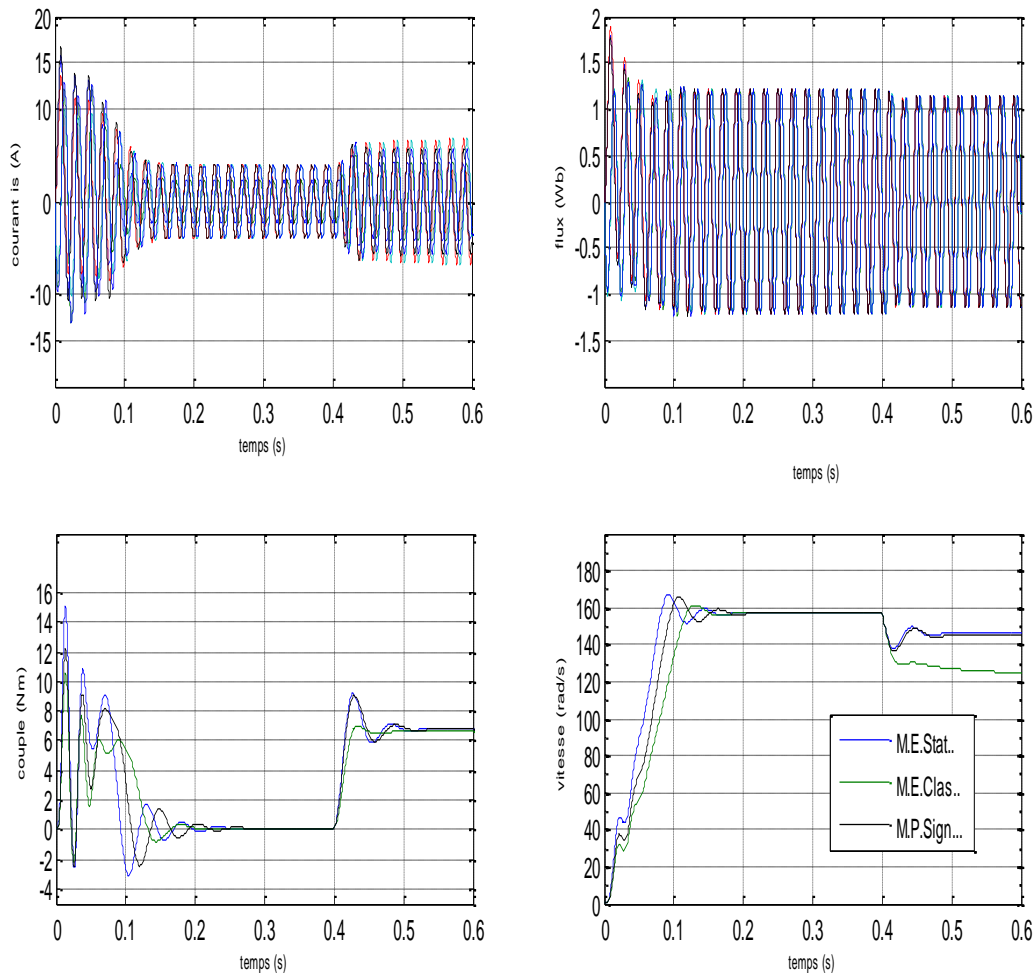 courant is (A)
20
15
10
5
0
-5
-10
-15
0 0.1 0.2 0.3 0.4 0.5 0.6
temps (s)
flux (Wb)
2
1.5
1
0.5
0
-0.5
-1
-1.5
0 0.1 0.2 0.3 0.4 0.5 0.6
temps (s)
couple (Nm)
16
14
12
10
8
6
4
2
0
-2
-4
0 0.1 0.2 0.3 0.4 0.5 0.6
temps (s)
vitesse (rad/s)
180
160
140
120
100
80
60
40
20
0
0 0.1 0.2 0.3 0.4 0.5 0.6
temps (s)
M.E.Stat..
M.E.Clas..
M.P.Sign...